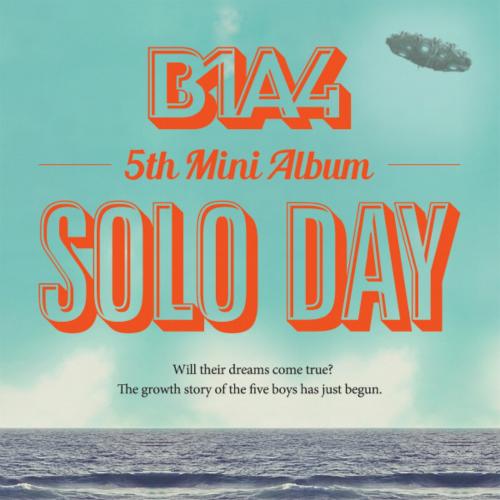 B1A4
5th Mini Album
SOLO DAY
Will their dreams come true?
The growth story of the five boys has just begun.